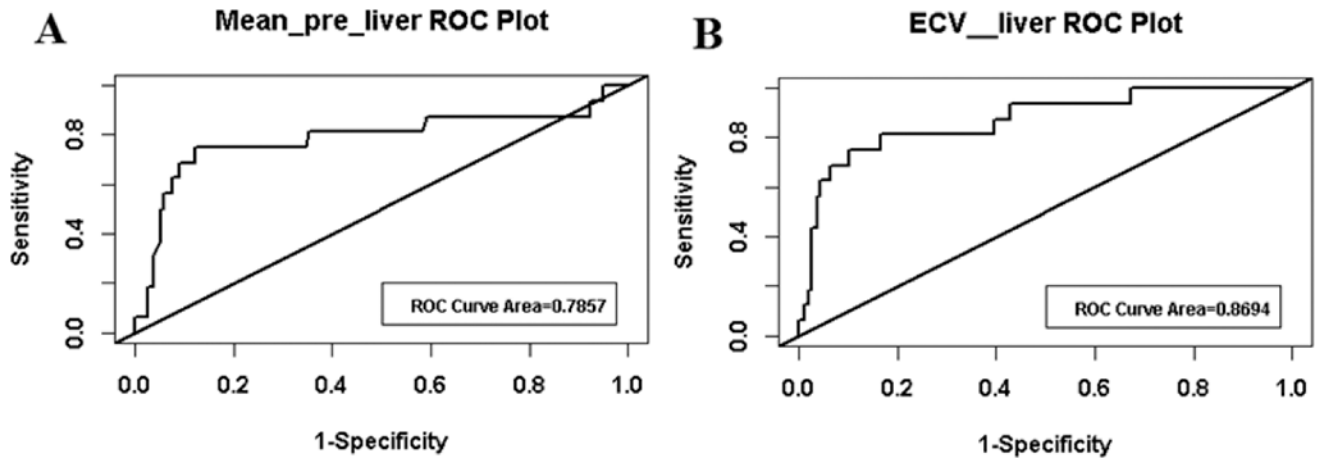 A
Mean_pre_liver ROC Plot
Sensitivity
0.8
0.4
0.0
ROC Curve Area=0.7857
0.0 0.2 0.4 0.6 0.8 1.0
1-Specificity
B
ECV__liver ROC Plot
Sensitivity
0.8
0.4
0.0
ROC Curve Area=0.8694
0.0 0.2 0.4 0.6 0.8 1.0
1-Specificity